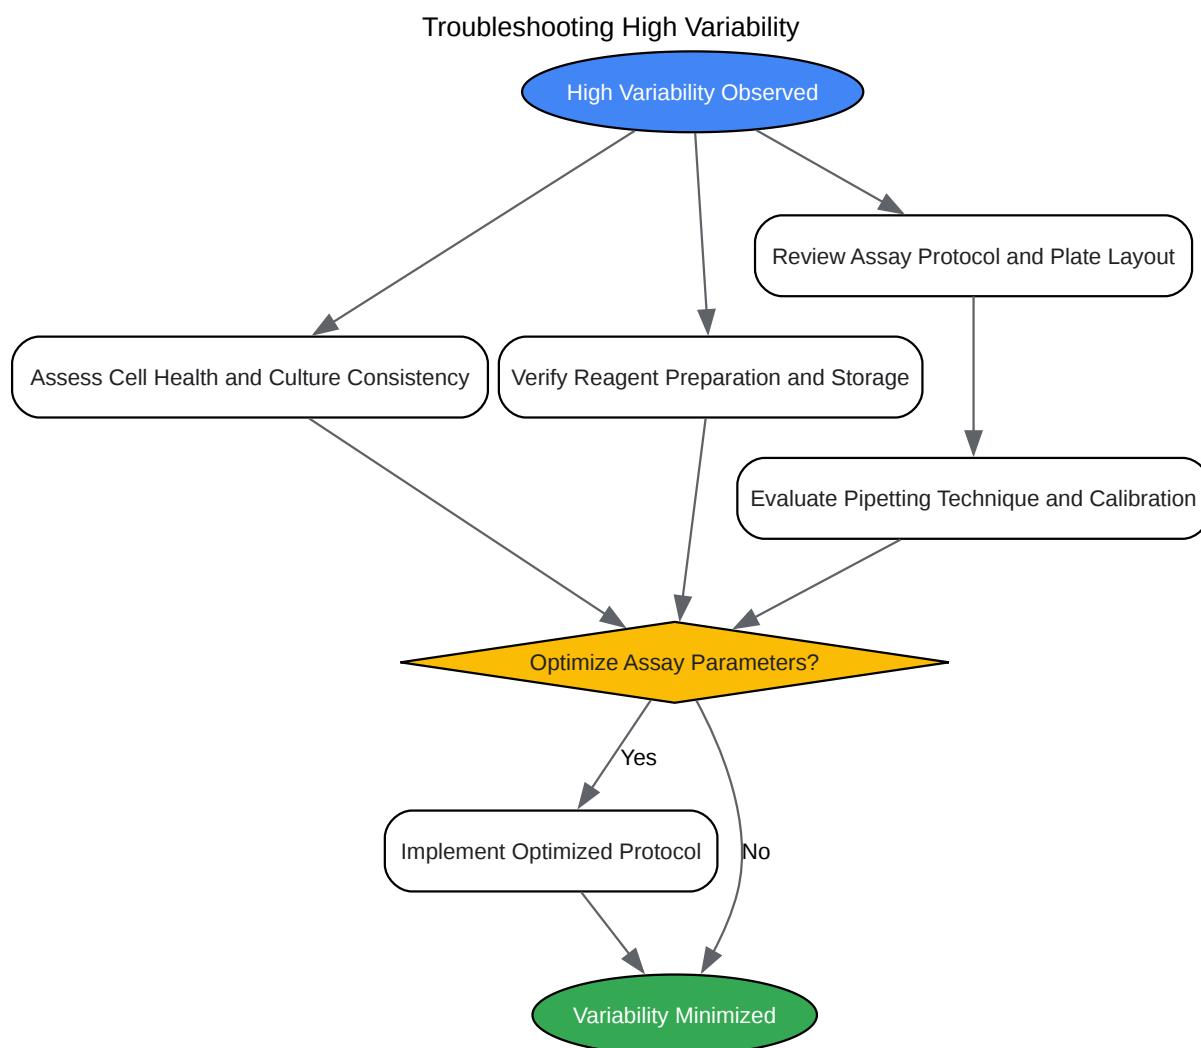 Troubleshooting High Variability
High Variability Observed
Review Assay Protocol and Plate Layout
Assess Cell Health and Culture Consistency
Verify Reagent Preparation and Storage
Evaluate Pipetting Technique and Calibration
Optimize Assay Parameters?
Yes
Implement Optimized Protocol
No
Variability Minimized